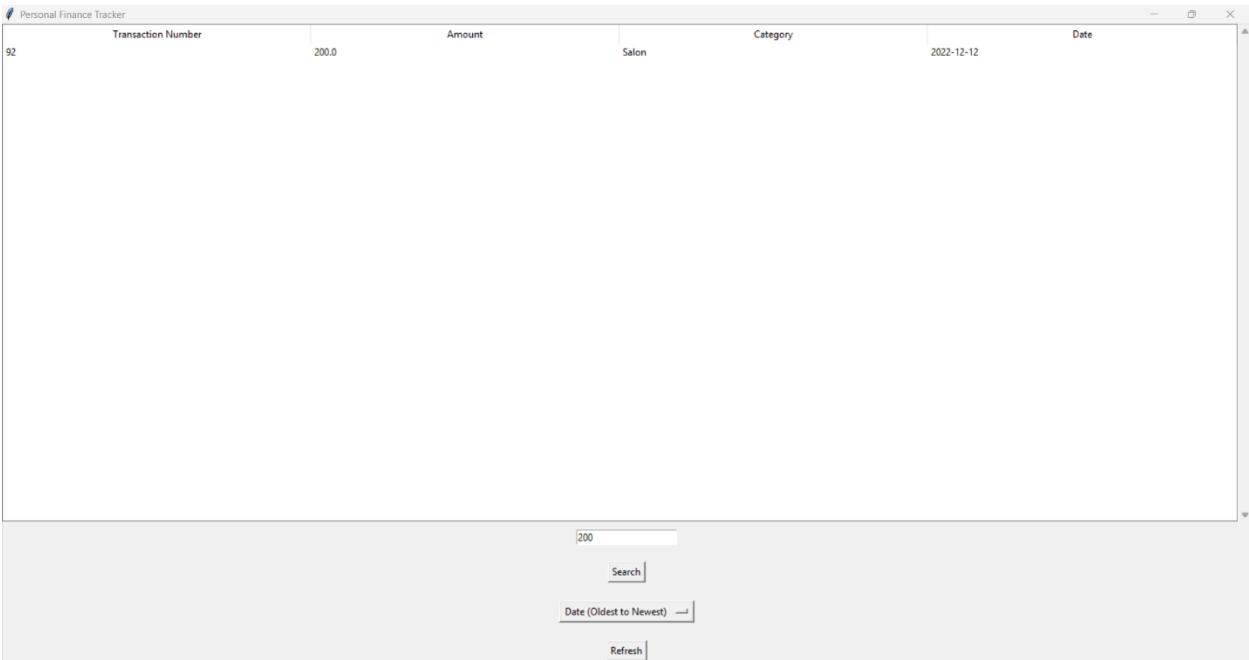 Personal Finance Tracker
Transaction Number Amount Category Date
92 200.0 Salon 2022-12-12
200
Search
Date (Oldest to Newest)
Refresh